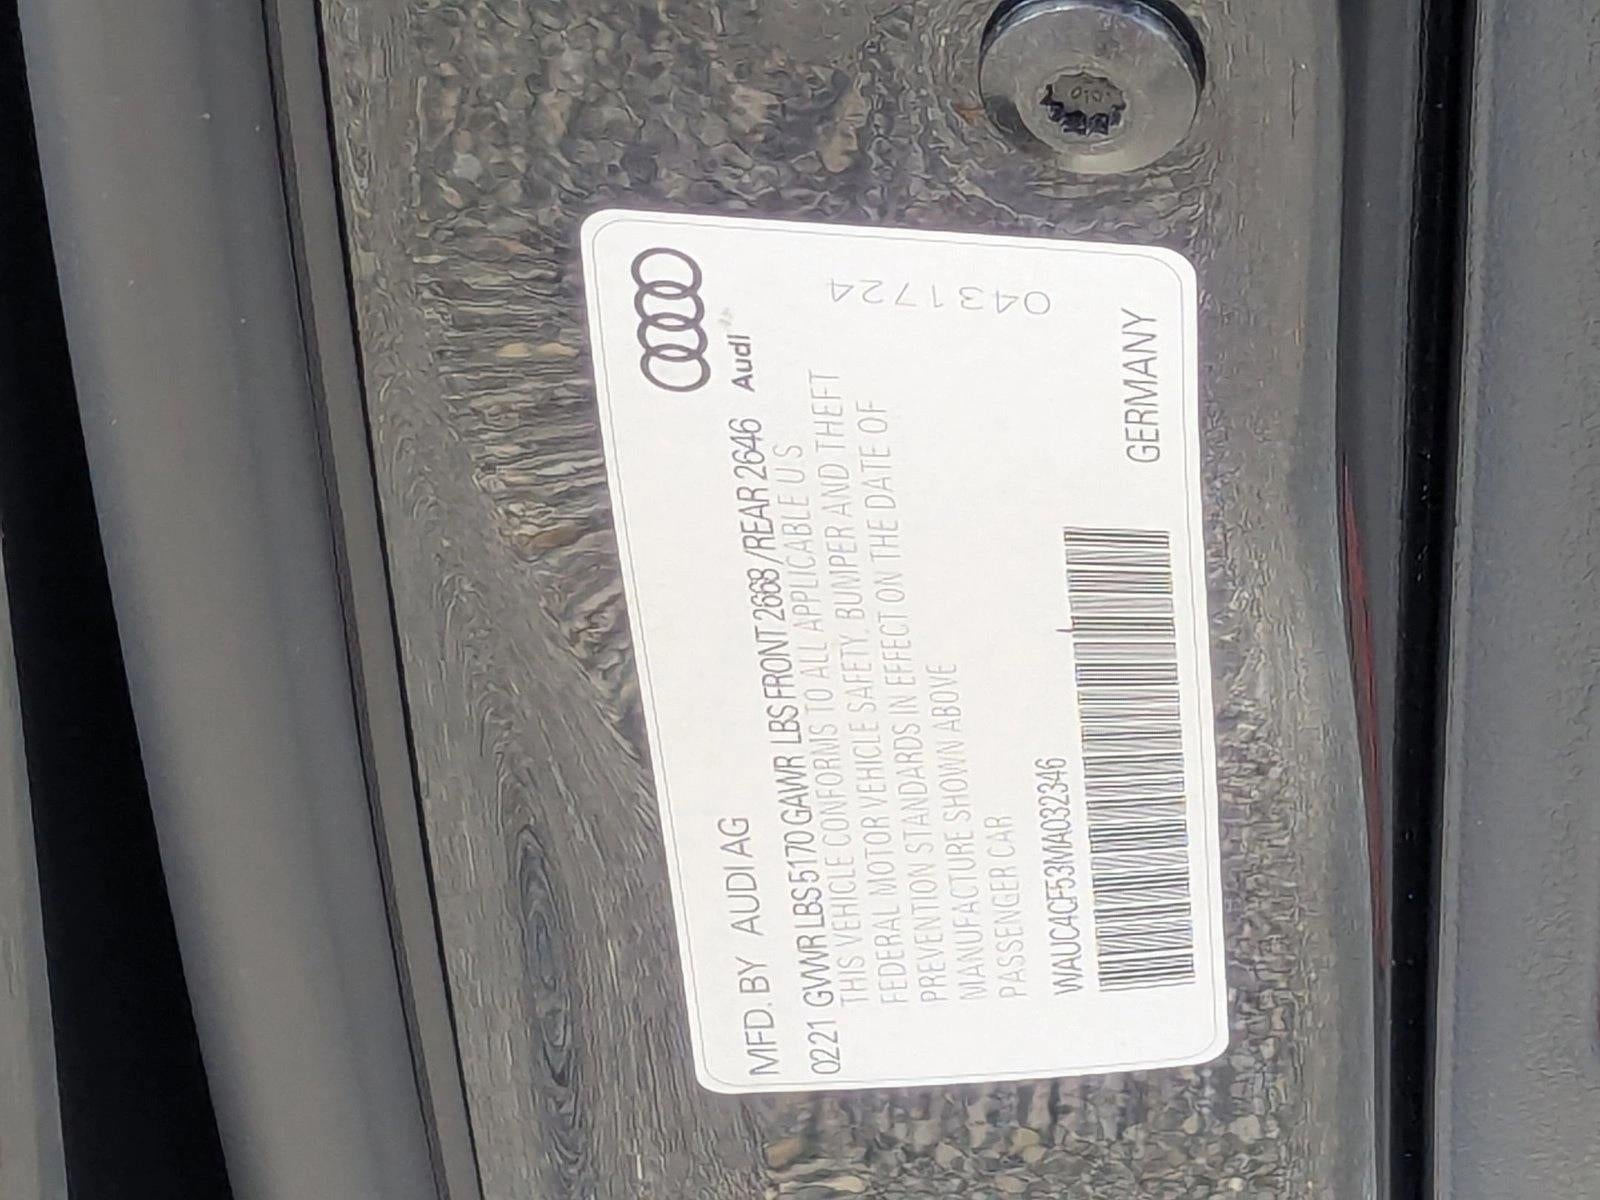 Audi
MFD. BY AUDI AG
0221 GVWR LBS 5170 GAWR LBS FRONT 2668 / REAR 2646
THIS VEHICLE CONFORMS TO ALL APPLICABLE U S
FEDERAL MOTOR VEHICLE SAFETY, BUMPER AND THEFT
PREVENTION STANDARDS IN EFFECT ON THE DATE OF
MANUFACTURE SHOWN ABOVE
PASSENGER CAR
WAUC4CF53MA032346
GERMANY
0431724